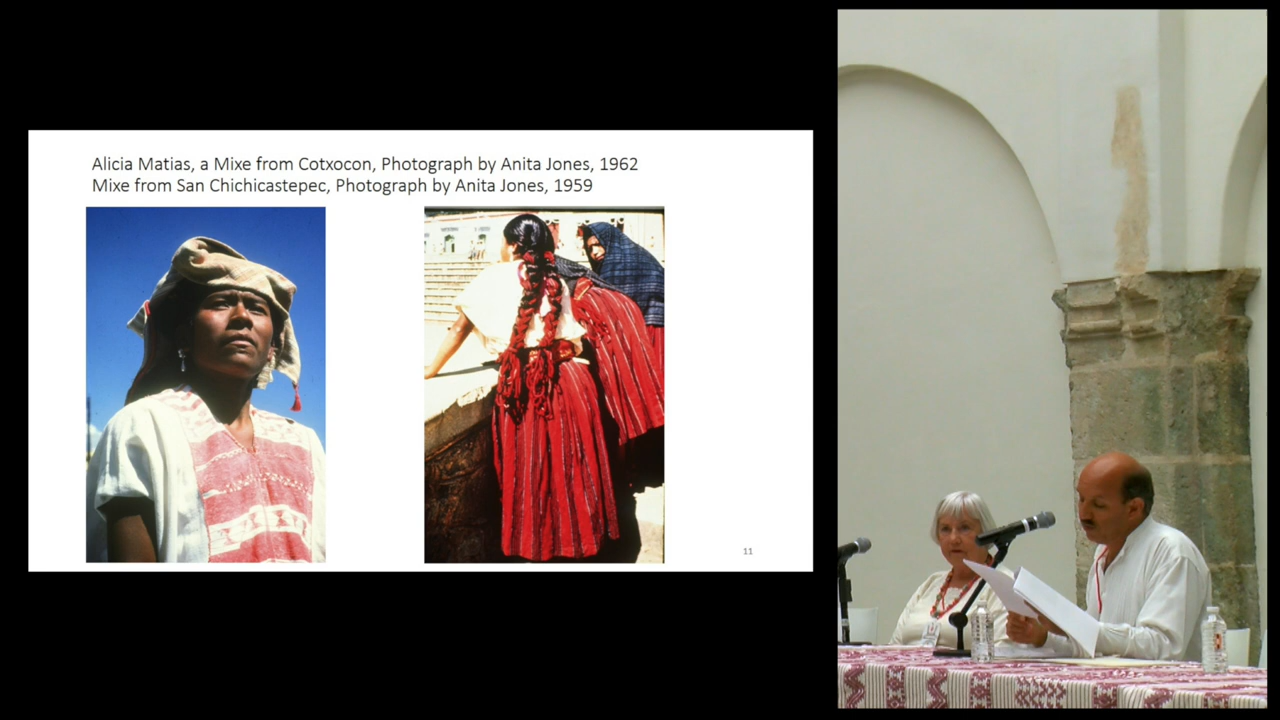 Alicia Matias, a Mixe from Cotxocon, Photograph by Anita Jones, 1962
Mixe from San Chichicastepec, Photograph by Anita Jones, 1959
11